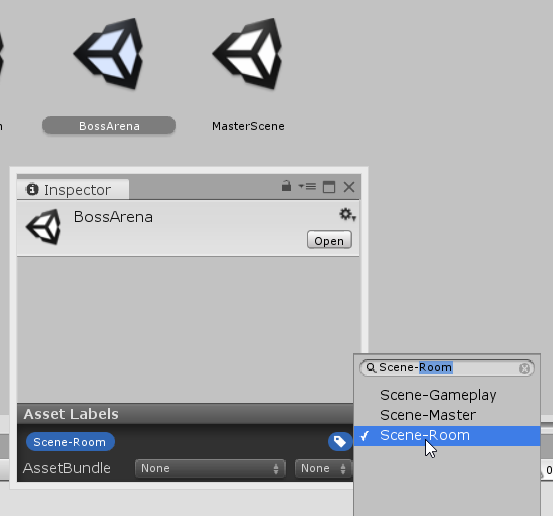 n
BossArena
MasterScene
Inspector
BossArena
Open
Scene-Room
Scene-Gameplay
Scene-Master
Scene-Room
Asset Labels
Scene-Room
AssetBundle
None
None
0